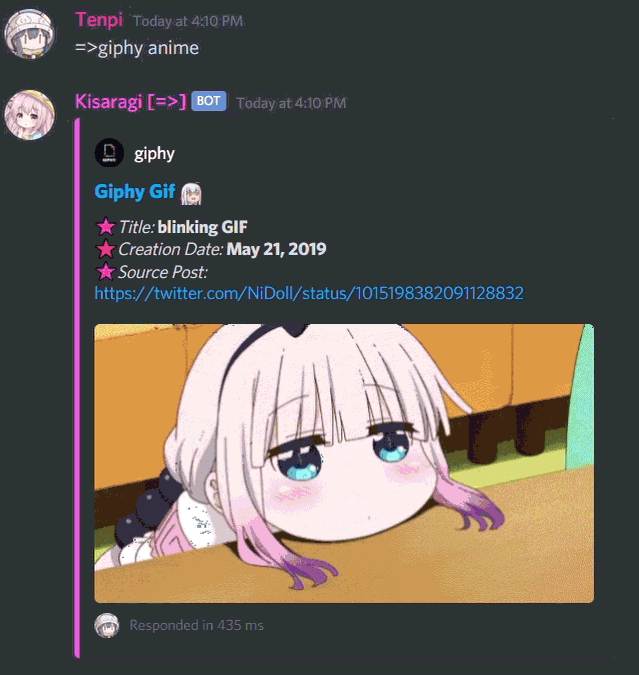 Tenpi Today at 4:10 PM
=>giphy anime
Kisaragi [=>] BOT Today at 4:10 PM
giphy
Giphy Gif
Title: blinking GIF
Creation Date: May 21, 2019
Source Post:
https://twitter.com/NiDoll/status/1015198382091128832
Responded in 435 ms